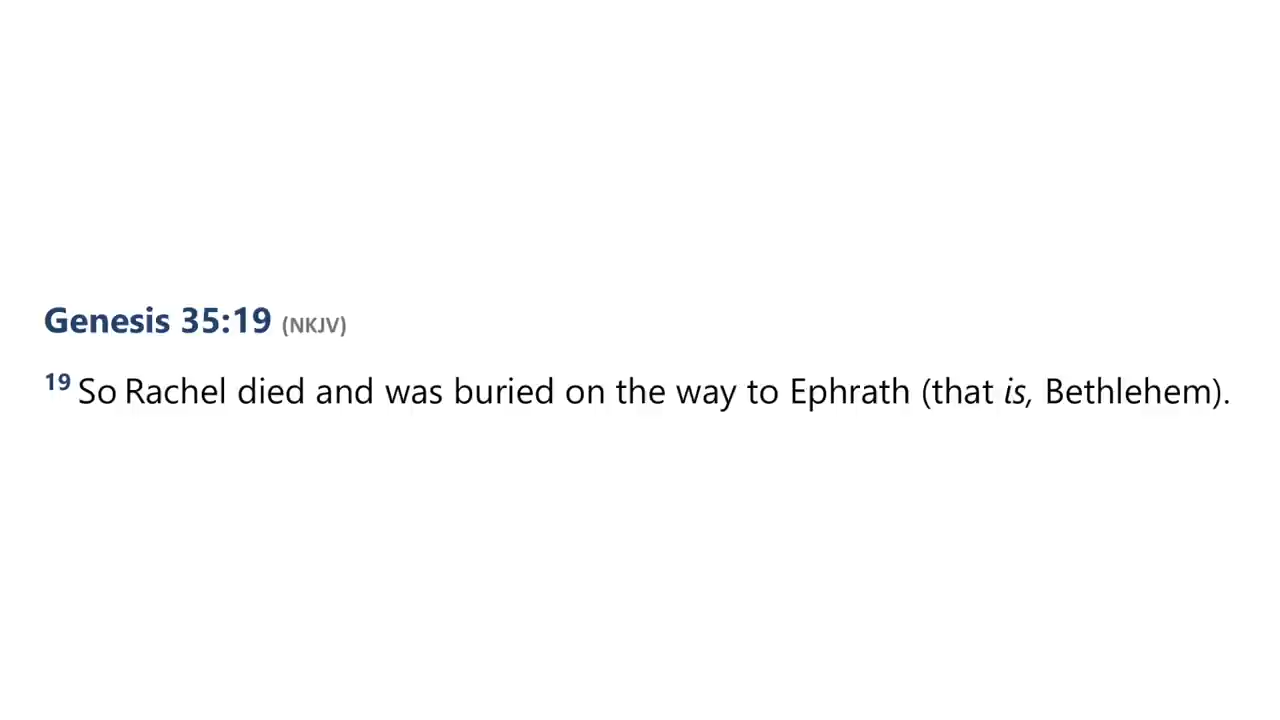 Genesis 35:19 (NKJV)
19 So Rachel died and was buried on the way to Ephrath (that is, Bethlehem).